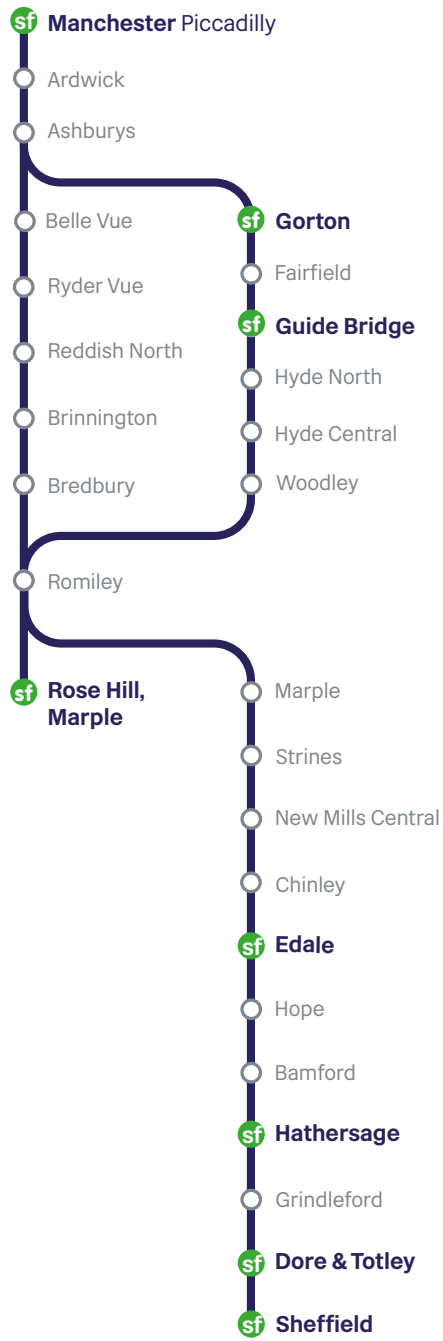 sf Manchester Piccadilly
Ardwick
Ashburys
Belle Vue
Ryder Vue
Reddish North
Brinnington
Bredbury
sf Gorton
Fairfield
sf Guide Bridge
Hyde North
Hyde Central
Woodley
Romiley
sf Rose Hill,
Marple
Marple
Strines
New Mills Central
Chinley
sf Edale
Hope
Bamford
sf Hathersage
Grindleford
sf Dore & Totley
sf Sheffield